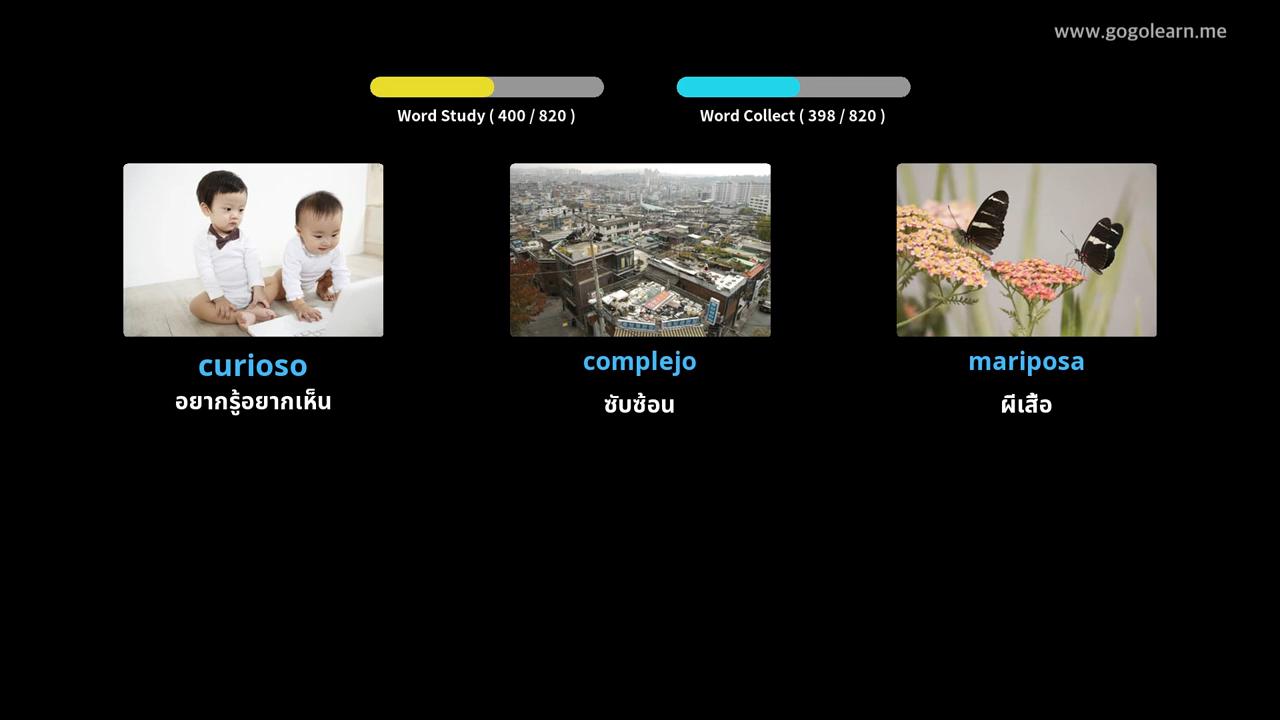 www.gogolearn.me
Word Study ( 400 / 820 )
Word Collect ( 398 / 820 )
curioso
complejo
mariposa
อยากรู้อยากเห็น
ซับซ้อน
ผีเสื้อ